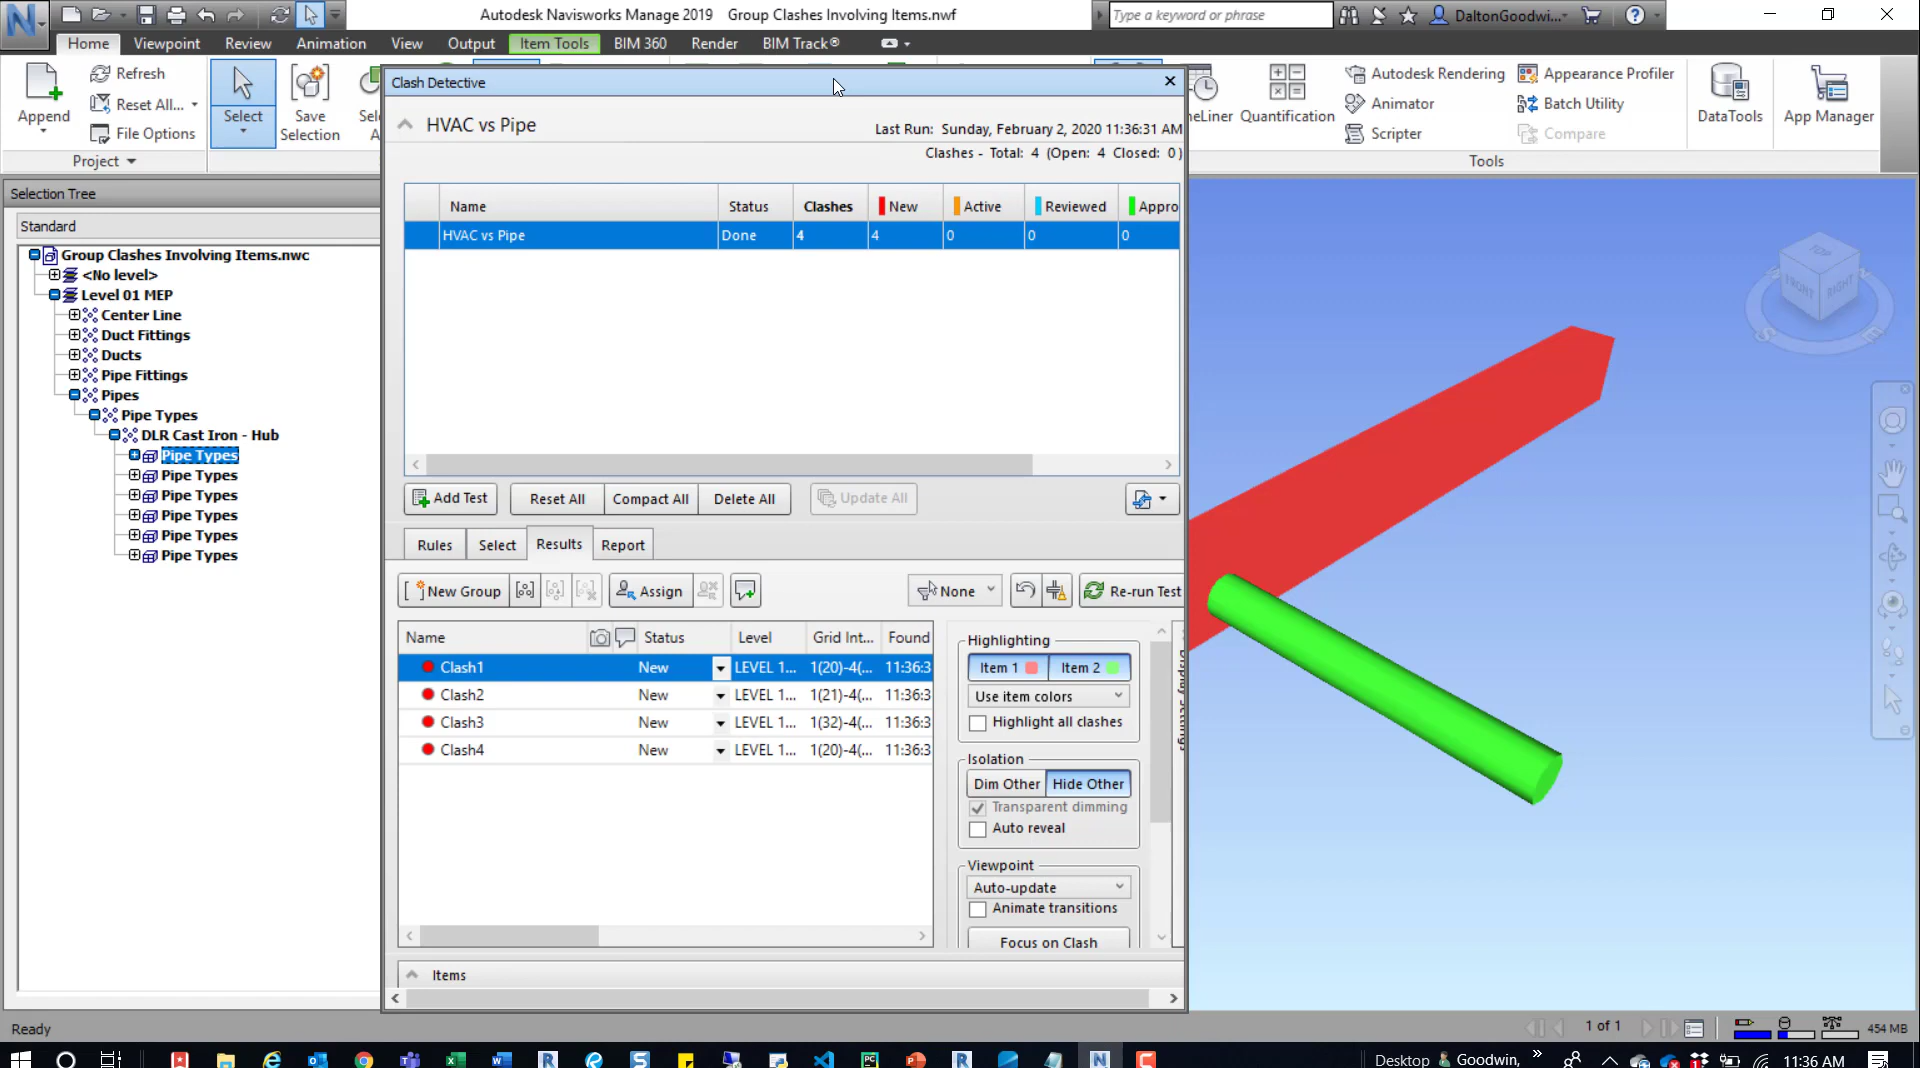 Autodesk Navisworks Manage 2019 Group Clashes Involving Items.nwf
Type a keyword or phrase
DaltonGoodwi...
Home Viewpoint Review Animation View Output Item Tools BIM 360 Render BIM Track®
Append
Refresh
Reset All...
File Options
Project
Select
Save Selection
Quantification
Autodesk Rendering
Animator
Scripter
Appearance Profiler
Batch Utility
Compare
DataTools
App Manager
Tools
Selection Tree
Standard
Group Clashes Involving Items.nwc
<No level>
Level 01 MEP
Center Line
Duct Fittings
Ducts
Pipe Fittings
Pipes
Pipe Types
DLR Cast Iron - Hub
Pipe Types
Pipe Types
Pipe Types
Pipe Types
Pipe Types
Pipe Types
Clash Detective
HVAC vs Pipe
Last Run: Sunday, February 2, 2020 11:36:31 AM
Clashes - Total: 4 (Open: 4 Closed: 0)
Name Status Clashes New Active Reviewed Appro
HVAC vs Pipe Done 4 4 0 0 0
Add Test Reset All Compact All Delete All Update All
Rules Select Results Report
New Group Assign None Re-run Test
Name Status Level Grid Int... Found
Clash1 New LEVEL 1... 1(20)-4(... 11:36:3
Clash2 New LEVEL 1... 1(21)-4(... 11:36:3
Clash3 New LEVEL 1... 1(32)-4(... 11:36:3
Clash4 New LEVEL 1... 1(20)-4(... 11:36:3
Highlighting
Item 1 Item 2
Use item colors
Highlight all clashes
Isolation
Dim Other Hide Other
Transparent dimming
Auto reveal
Viewpoint
Auto-update
Animate transitions
Focus on Clash
Items
TOP
FRONT
RIGHT
Ready
1 of 1
454 MB
Desktop Goodwin, 11:36 AM